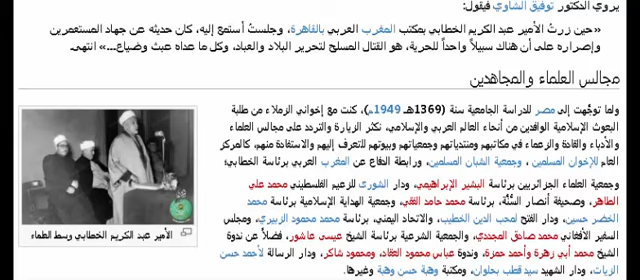 يروي الدكتور توفيق الشاوي فيقول:
«حين زرتُ الأمير عبد الكريم الخطابي بمكتب المغرب العربي بالقاهرة، وجلستُ أستمع إليه، كان حديثه عن جهاد المستعمرين
وإصراره على أن هناك سبيلاً واحداً للحرية، هو القتال المسلح لتحرير البلاد والعباد، وكل ما عداه عبث وضياع...» انتهى.
مجالس العلماء والمجاهدين
ولما توجّهت إلى مصر للدراسة الجامعية سنة (1369هـ 1949م)، كنت مع إخواني الزملاء من طلبة
البعوث الإسلامية الوافدين من أنحاء العالم العربي والإسلامي، نكثر الزيارة والتردد على مجالس العلماء
والأدباء والقادة والزعماء في مكاتبهم ومنتدياتهم وجمعياتهم وبيوتهم للتعرف إليهم والاستفادة منهم، كالمركز
العام للإخوان المسلمين ، وجمعية الشبان المسلمين، ورابطة الدفاع عن المغرب العربي برئاسة الخطابي؛
وجمعية العلماء الجزائريين برئاسة البشير الإبراهيمي، ودار الشورى للزعيم الفلسطيني محمد علي
الطاهر، وصحيفة أنصار السُّنَّة، برئاسة محمد حامد الفقي، وجمعية الهداية الإسلامية برئاسة محمد
الخضر حسين، ودار الفتح لمحب الدين الخطيب، والاتحاد اليمني، برئاسة محمد محمود الزبيري، ومجلس
السفير الأفغاني محمد صادق المجددي، والجمعية الشرعية برئاسة الشيخ عيسى عاشور، فضلاً عن ندوة
الشيخ محمد أبي زهرة وأحمد حمزة، وندوة عباس محمود العقاد، ومحمود شاكر، ودار الرسالة لأحمد حسن
الزيات، ودار الشهيد سيد قطب بحلوان، ومكتبة وهبة حسن وهبة وغيرها.
الأمير عبد الكريم الخطابي وسط العلماء